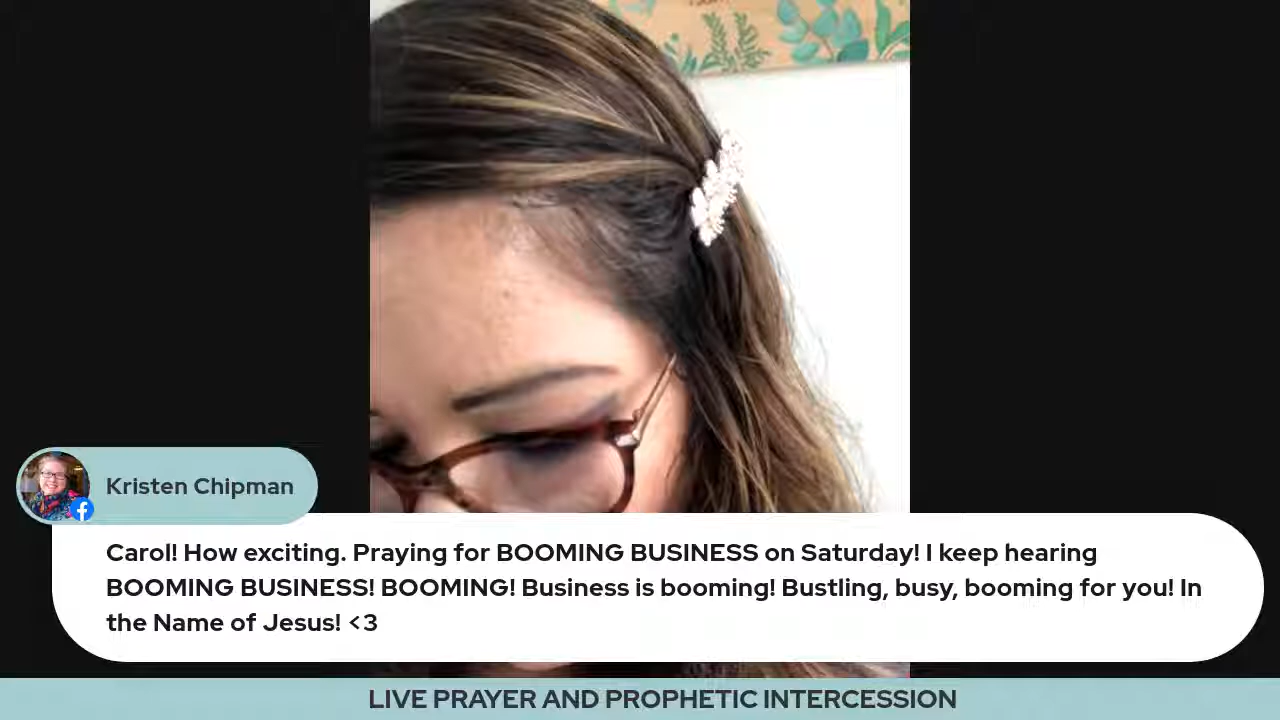 Kristen Chipman
Carol! How exciting. Praying for BOOMING BUSINESS on Saturday! I keep hearing
BOOMING BUSINESS! BOOMING! Business is booming! Bustling, busy, booming for you! In
the Name of Jesus! <3
LIVE PRAYER AND PROPHETIC INTERCESSION